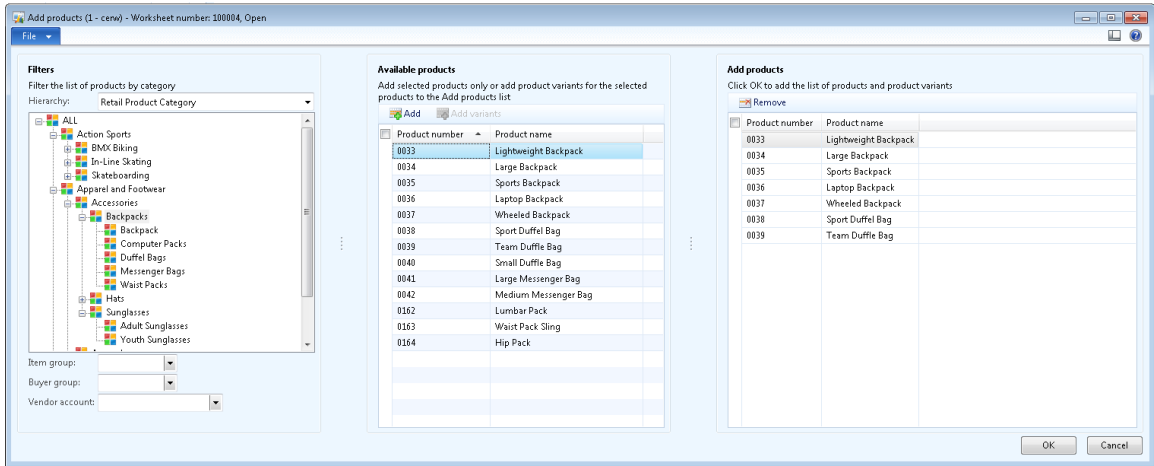 Add products (1 - cerw) - Worksheet number: 100004, Open
File
Filters
Filter the list of products by category
Hierarchy: Retail Product Category
ALL
Action Sports
BMX Biking
In-Line Skating
Skateboarding
Apparel and Footwear
Accessories
Backpacks
Backpack
Computer Packs
Duffel Bags
Messenger Bags
Waist Packs
Hats
Sunglasses
Adult Sunglasses
Youth Sunglasses
Item group:
Buyer group:
Vendor account:
Available products
Add selected products only or add product variants for the selected
products to the Add products list
Add Add variants
Product number Product name
0033 Lightweight Backpack
0034 Large Backpack
0035 Sports Backpack
0036 Laptop Backpack
0037 Wheeled Backpack
0038 Sport Duffel Bag
0039 Team Duffle Bag
0040 Small Duffle Bag
0041 Large Messenger Bag
0042 Medium Messenger Bag
0162 Lumbar Pack
0163 Waist Pack Sling
0164 Hip Pack
Add products
Click OK to add the list of products and product variants
Remove
Product number Product name
0033 Lightweight Backpack
0034 Large Backpack
0035 Sports Backpack
0036 Laptop Backpack
0037 Wheeled Backpack
0038 Sport Duffel Bag
0039 Team Duffle Bag
OK Cancel